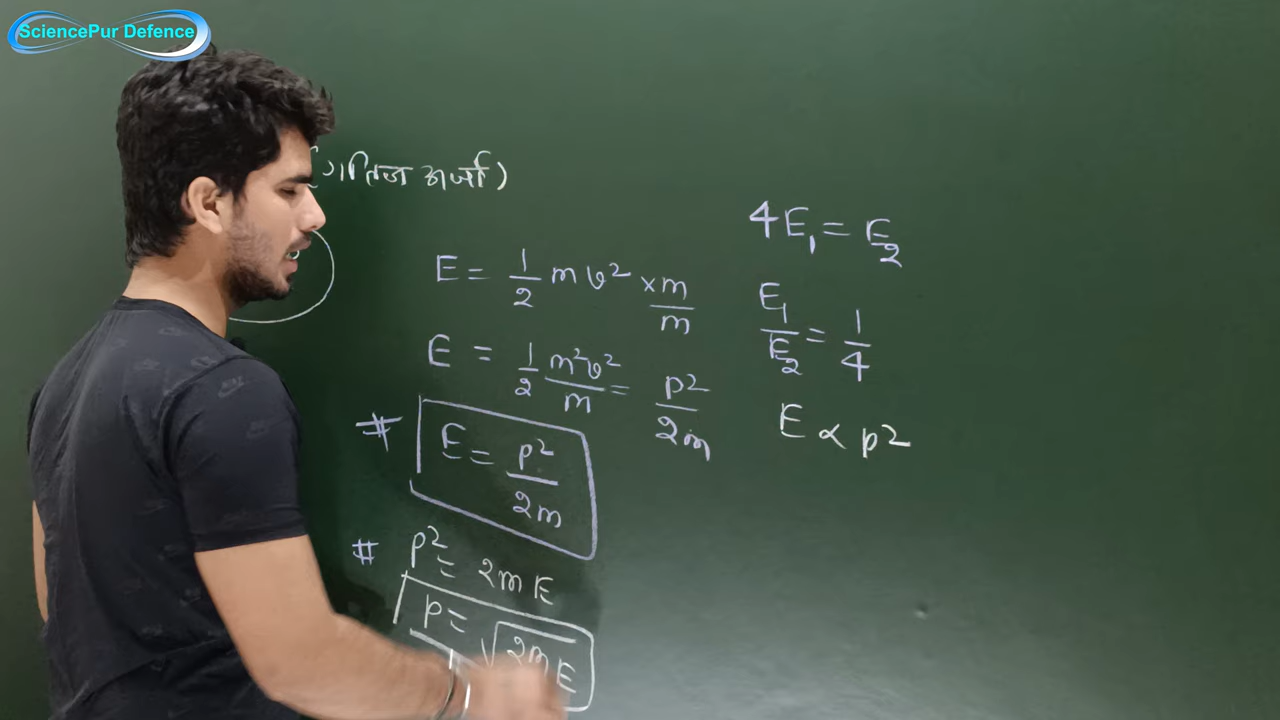 SciencePur Defence
(गतिज ऊर्जा)
E = 1/2 mv² × m/m
E = 1/2 m²v²/m = p²/2m
# E = p²/2m
# p² = 2mE
p = √2mE
4E₁ = E₂
E₁/E₂ = 1/4
E ∝ p²